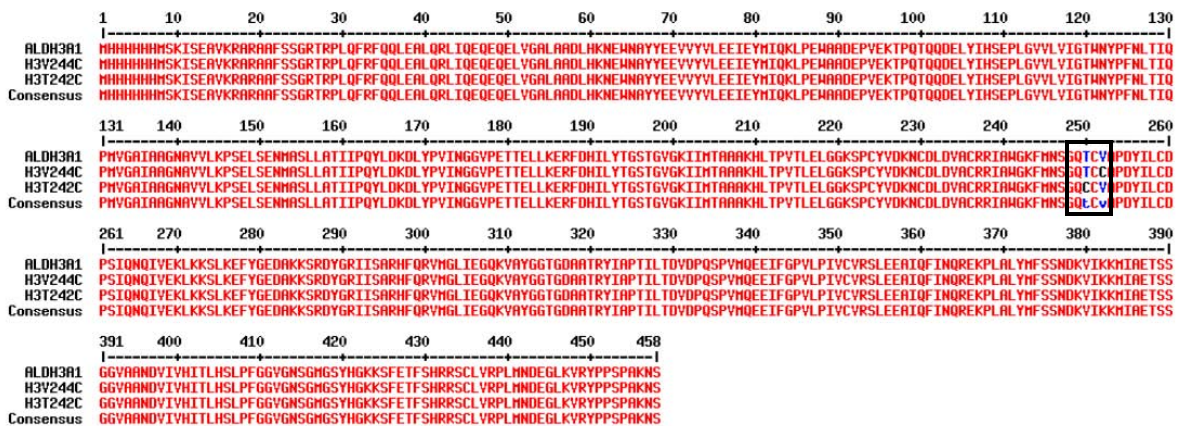 1 10 20 30 40 50 60 70 80 90 100 110 120 130
ALDH3A1 MHHHHHHMSKISEAVKRARAAFSSGRTRPLQFRFQQLEALQRLIQEQEQELVGALAADLHKNEWNAYYEEVVYVLEEIEYMIQKLPEWAADEPVEKTPQTQQDELYIHSEPLGVVLVIGTWNYPFNLTIQ
H3V244C MHHHHHHMSKISEAVKRARAAFSSGRTRPLQFRFQQLEALQRLIQEQEQELVGALAADLHKNEWNAYYEEVVYVLEEIEYMIQKLPEWAADEPVEKTPQTQQDELYIHSEPLGVVLVIGTWNYPFNLTIQ
H3T242C MHHHHHHMSKISEAVKRARAAFSSGRTRPLQFRFQQLEALQRLIQEQEQELVGALAADLHKNEWNAYYEEVVYVLEEIEYMIQKLPEWAADEPVEKTPQTQQDELYIHSEPLGVVLVIGTWNYPFNLTIQ
Consensus MHHHHHHMSKISEAVKRARAAFSSGRTRPLQFRFQQLEALQRLIQEQEQELVGALAADLHKNEWNAYYEEVVYVLEEIEYMIQKLPEWAADEPVEKTPQTQQDELYIHSEPLGVVLVIGTWNYPFNLTIQ
131 140 150 160 170 180 190 200 210 220 230 240 250 260
ALDH3A1 PMVGAIAAGNAVVLKPSELSENMASLLATIIPQYLDKDLYPVINGGVPETTELLKERFDHILYTGSTGVGKIIMTAAAKHLTPVTLELGGKSPCYVDKNCDLDVACRRIAWGKFMNSGQTCVAPDYILCD
H3V244C PMVGAIAAGNAVVLKPSELSENMASLLATIIPQYLDKDLYPVINGGVPETTELLKERFDHILYTGSTGVGKIIMTAAAKHLTPVTLELGGKSPCYVDKNCDLDVACRRIAWGKFMNSGQTCCAPDYILCD
H3T242C PMVGAIAAGNAVVLKPSELSENMASLLATIIPQYLDKDLYPVINGGVPETTELLKERFDHILYTGSTGVGKIIMTAAAKHLTPVTLELGGKSPCYVDKNCDLDVACRRIAWGKFMNSGQCCVAPDYILCD
Consensus PMVGAIAAGNAVVLKPSELSENMASLLATIIPQYLDKDLYPVINGGVPETTELLKERFDHILYTGSTGVGKIIMTAAAKHLTPVTLELGGKSPCYVDKNCDLDVACRRIAWGKFMNSGQtCvAPDYILCD
261 270 280 290 300 310 320 330 340 350 360 370 380 390
ALDH3A1 PSIQNQIVEKLKKSLKEFYGEDAKKSRDYGRIISARHFQRVMGLIEGQKVAYGGTGDAATRYIAPTILTDVDPQSPVMQEEIFGPVLPIVCVRSLEEAIQFINQREKPLALYMFSSNDKVIKKMIAETSS
H3V244C PSIQNQIVEKLKKSLKEFYGEDAKKSRDYGRIISARHFQRVMGLIEGQKVAYGGTGDAATRYIAPTILTDVDPQSPVMQEEIFGPVLPIVCVRSLEEAIQFINQREKPLALYMFSSNDKVIKKMIAETSS
H3T242C PSIQNQIVEKLKKSLKEFYGEDAKKSRDYGRIISARHFQRVMGLIEGQKVAYGGTGDAATRYIAPTILTDVDPQSPVMQEEIFGPVLPIVCVRSLEEAIQFINQREKPLALYMFSSNDKVIKKMIAETSS
Consensus PSIQNQIVEKLKKSLKEFYGEDAKKSRDYGRIISARHFQRVMGLIEGQKVAYGGTGDAATRYIAPTILTDVDPQSPVMQEEIFGPVLPIVCVRSLEEAIQFINQREKPLALYMFSSNDKVIKKMIAETSS
391 400 410 420 430 440 450 458
ALDH3A1 GGVAANDVIVHITLHSLPFGGVGNSGMGSYHGKKSFETFSHRRSCLVRPLMNDEGLKVRYPPSPAKNS
H3V244C GGVAANDVIVHITLHSLPFGGVGNSGMGSYHGKKSFETFSHRRSCLVRPLMNDEGLKVRYPPSPAKNS
H3T242C GGVAANDVIVHITLHSLPFGGVGNSGMGSYHGKKSFETFSHRRSCLVRPLMNDEGLKVRYPPSPAKNS
Consensus GGVAANDVIVHITLHSLPFGGVGNSGMGSYHGKKSFETFSHRRSCLVRPLMNDEGLKVRYPPSPAKNS